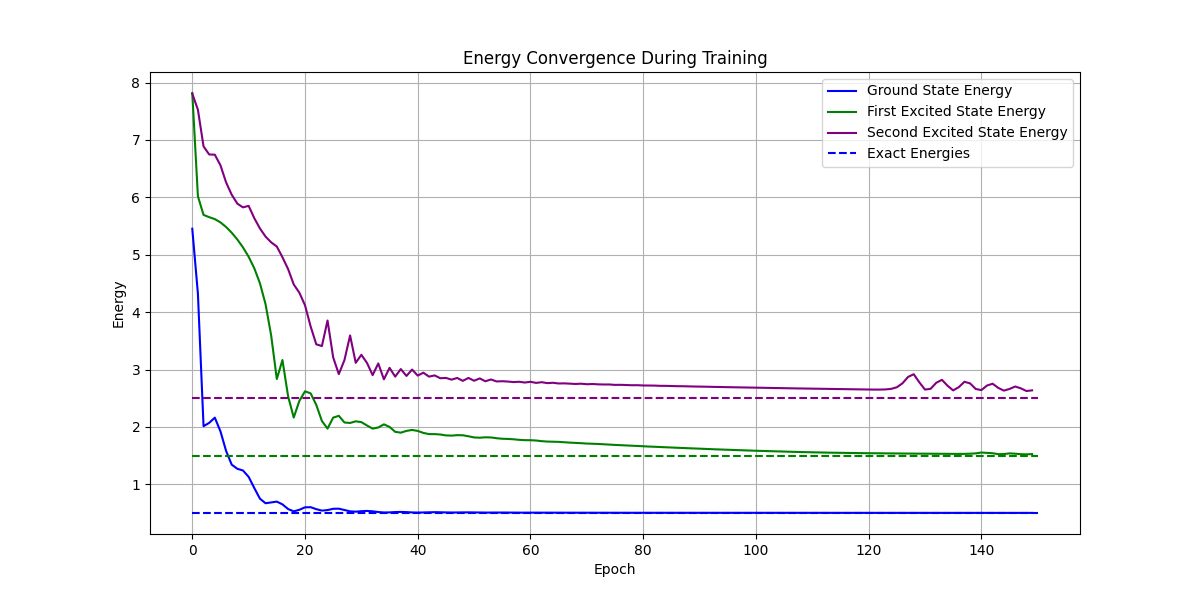 Energy Convergence During Training
Ground State Energy
First Excited State Energy
Second Excited State Energy
Exact Energies
8
7
6
5
4
3
2
1
Energy
0 20 40 60 80 100 120 140
Epoch